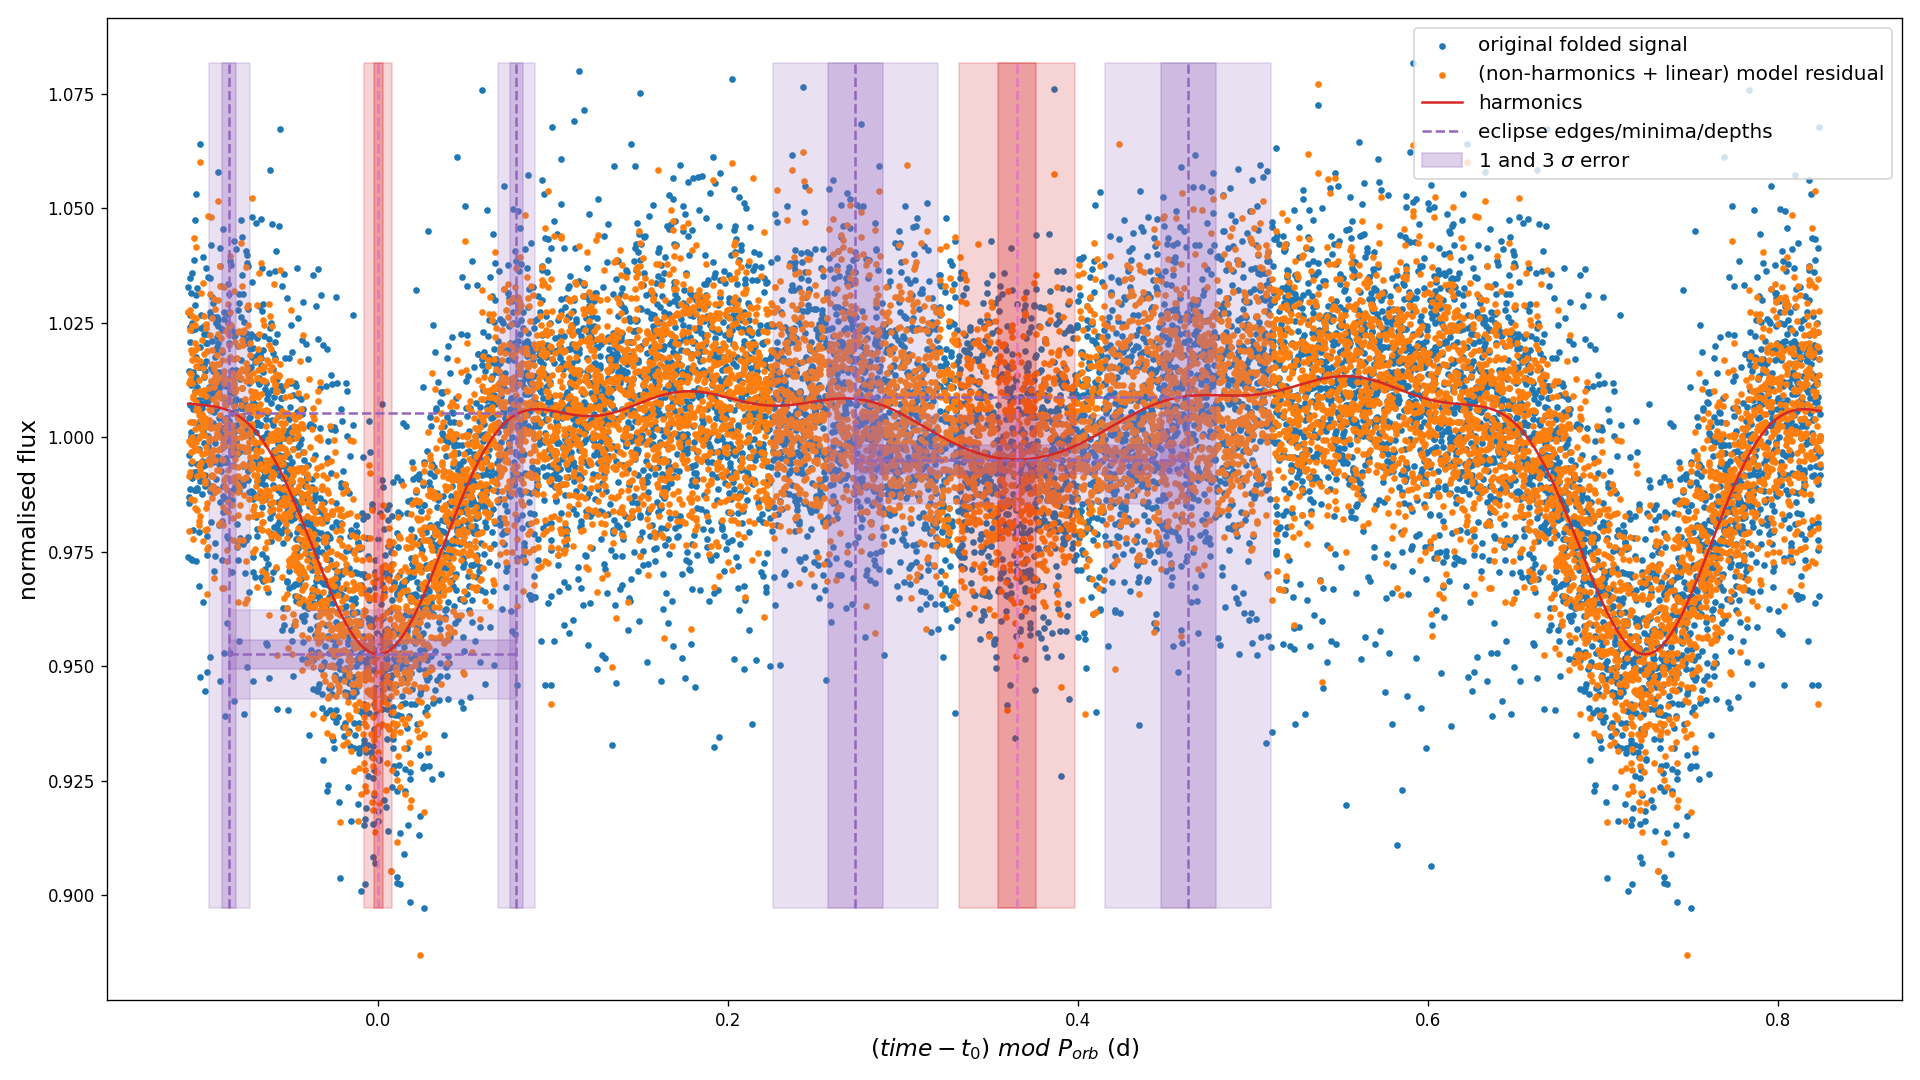 original folded signal
(non-harmonics + linear) model residual
harmonics
eclipse edges/minima/depths
1 and 3 σ error
normalised flux
1.075
1.050
1.025
1.000
0.975
0.950
0.925
0.900
0.0
0.2
0.4
0.6
0.8
(time − t₀) mod Pₒᵣb (d)